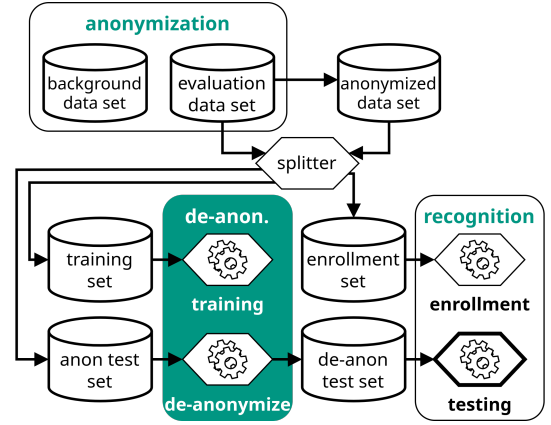 anonymization
background
data set
evaluation
data set
anonymized
data set
splitter
de-anon.
recognition
training
set
enrollment
set
training
enrollment
anon test
set
de-anon
test set
de-anonymize
testing